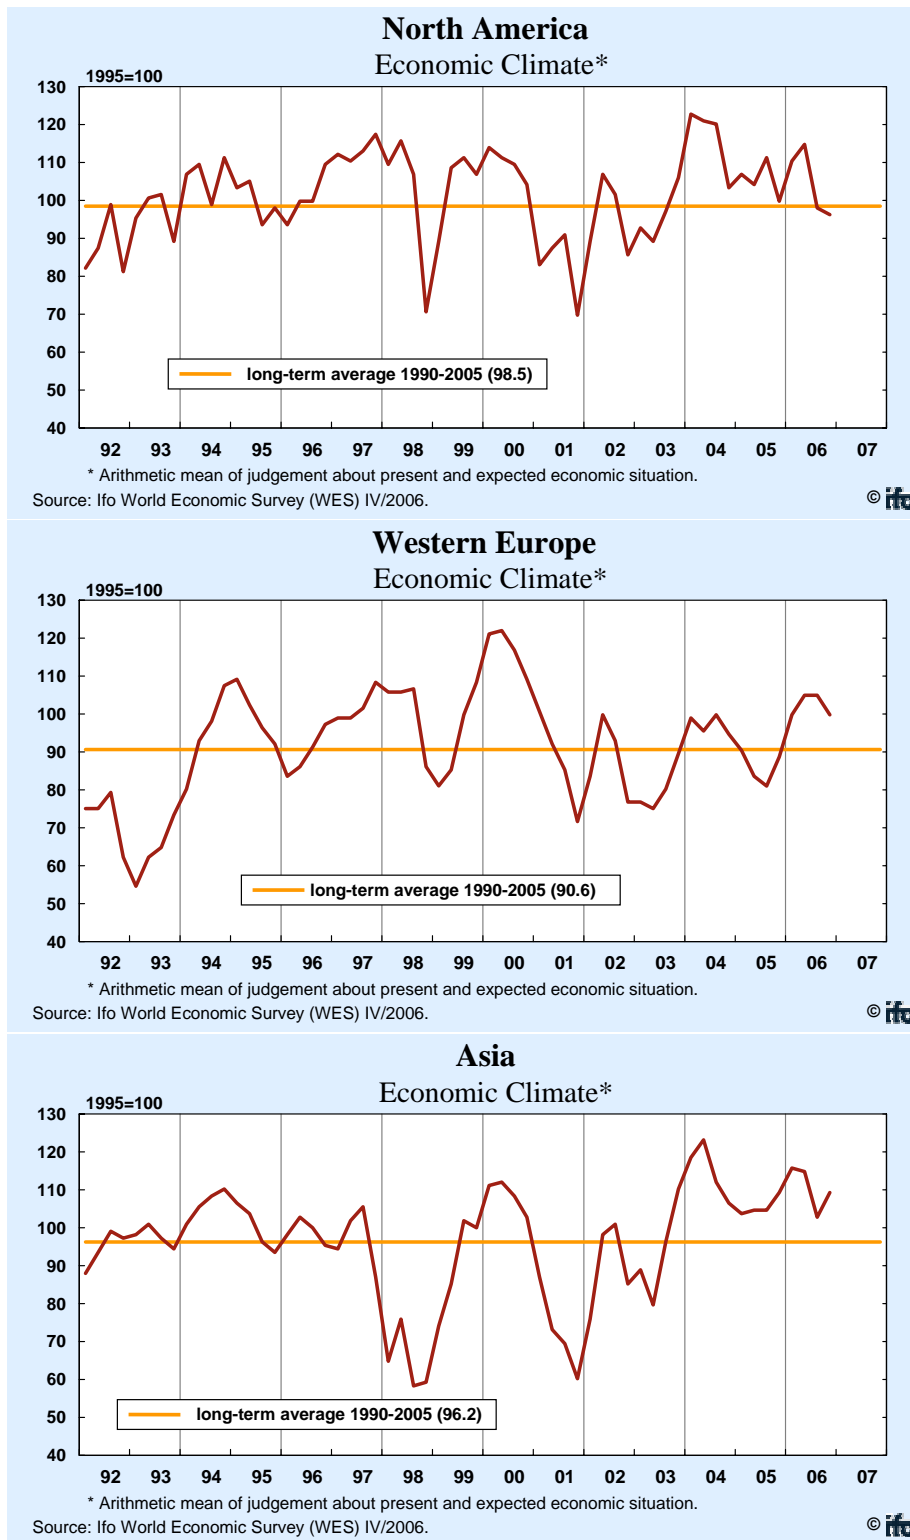 North America
Economic Climate*
1995=100
130
120
110
100
90
80
70
60
50
40
long-term average 1990-2005 (98.5)
92 93 94 95 96 97 98 99 00 01 02 03 04 05 06 07
* Arithmetic mean of judgement about present and expected economic situation.
Source: Ifo World Economic Survey (WES) IV/2006.
© ifo
Western Europe
Economic Climate*
1995=100
130
120
110
100
90
80
70
60
50
40
long-term average 1990-2005 (90.6)
92 93 94 95 96 97 98 99 00 01 02 03 04 05 06 07
* Arithmetic mean of judgement about present and expected economic situation.
Source: Ifo World Economic Survey (WES) IV/2006.
© ifo
Asia
Economic Climate*
1995=100
130
120
110
100
90
80
70
60
50
40
long-term average 1990-2005 (96.2)
92 93 94 95 96 97 98 99 00 01 02 03 04 05 06 07
* Arithmetic mean of judgement about present and expected economic situation.
Source: Ifo World Economic Survey (WES) IV/2006.
© ifo